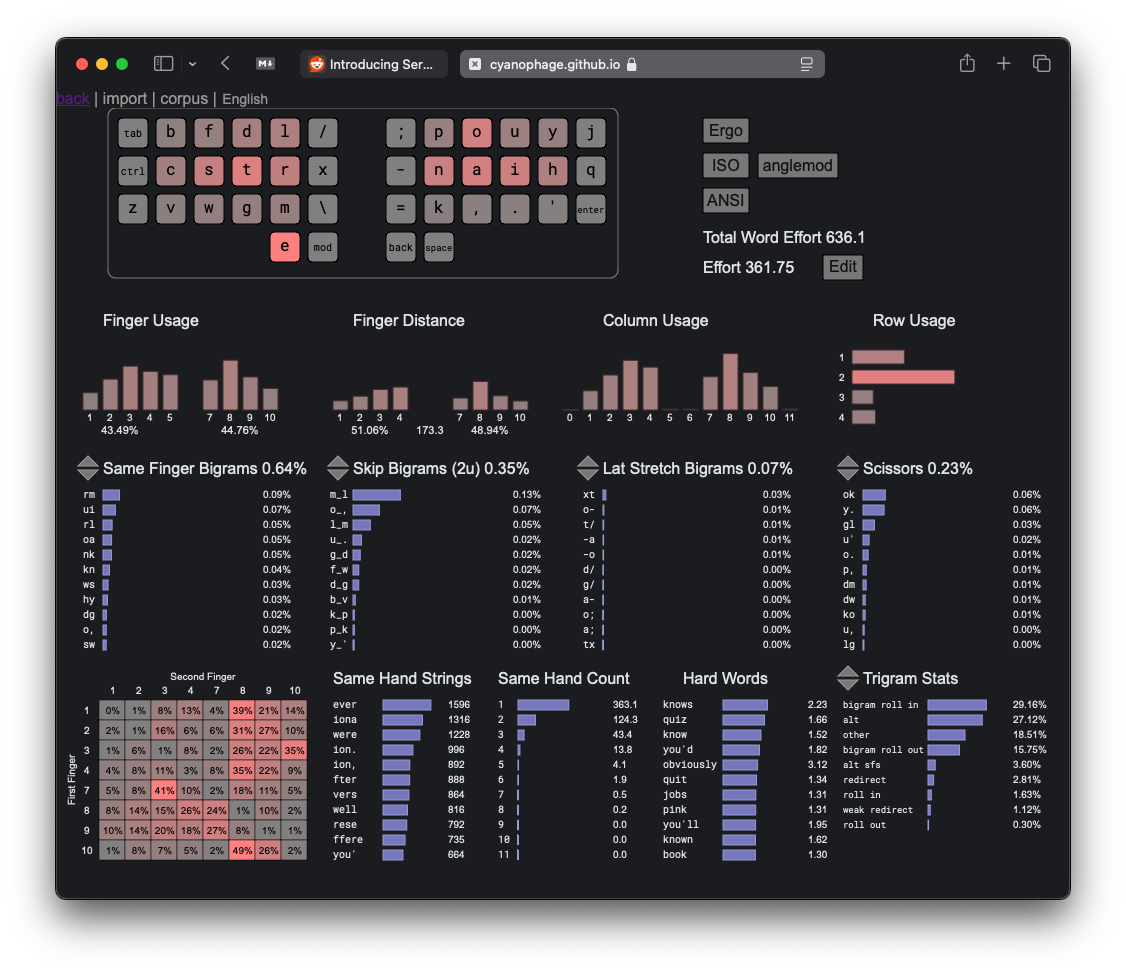 Introducing Ser...
cyanophage.github.io
back | import | corpus | English
tab b f d l / ; p o u y j
Ergo
ctrl c s t r x - n a i h q
ISO anglemod
z v w g m \ = k , . ' enter
ANSI
e mod back space
Total Word Effort 636.1
Effort 361.75 Edit
Finger Usage Finger Distance Column Usage Row Usage
1
2
3
4
1 2 3 4 5 7 8 9 10
43.49% 44.76%
1 2 3 4 7 8 9 10
51.06% 173.3 48.94%
0 1 2 3 4 5 6 7 8 9 10 11
Same Finger Bigrams 0.64%
rm 0.09%
ui 0.07%
rl 0.05%
oa 0.05%
nk 0.05%
kn 0.04%
ws 0.03%
hy 0.03%
dg 0.02%
o, 0.02%
sw 0.02%
Skip Bigrams (2u) 0.35%
m_l 0.13%
o_, 0.07%
l_m 0.05%
u_. 0.02%
g_d 0.02%
f_w 0.02%
d_g 0.02%
b_v 0.01%
k_p 0.00%
p_k 0.00%
y_' 0.00%
Lat Stretch Bigrams 0.07%
xt 0.03%
o- 0.01%
t/ 0.01%
-a 0.01%
-o 0.01%
d/ 0.00%
g/ 0.00%
a- 0.00%
o; 0.00%
a; 0.00%
tx 0.00%
Scissors 0.23%
ok 0.06%
y. 0.06%
gl 0.03%
u' 0.02%
o. 0.01%
p, 0.01%
dm 0.01%
dw 0.01%
ko 0.01%
u, 0.00%
lg 0.00%
Second Finger
1 2 3 4 7 8 9 10
First Finger
1 0% 1% 8% 13% 4% 39% 21% 14%
2 2% 1% 16% 6% 6% 31% 27% 10%
3 1% 6% 1% 8% 2% 26% 22% 35%
4 4% 8% 11% 3% 8% 35% 22% 9%
7 5% 8% 41% 10% 2% 18% 11% 5%
8 8% 14% 15% 26% 24% 1% 10% 2%
9 10% 14% 20% 18% 27% 8% 1% 1%
10 1% 8% 7% 5% 2% 49% 26% 2%
Same Hand Strings
ever 1596
iona 1316
were 1228
ion. 996
ion, 892
fter 888
vers 864
well 816
rese 792
ffere 735
you' 664
Same Hand Count
1 363.1
2 124.3
3 43.4
4 13.8
5 4.1
6 1.9
7 0.5
8 0.2
9 0.0
10 0.0
11 0.0
Hard Words
knows 2.23
quiz 1.66
know 1.52
you'd 1.82
obviously 3.12
quit 1.34
jobs 1.31
pink 1.31
you'll 1.95
known 1.62
book 1.30
Trigram Stats
bigram roll in 29.16%
alt 27.12%
other 18.51%
bigram roll out 15.75%
alt sfs 3.60%
redirect 2.81%
roll in 1.63%
weak redirect 1.12%
roll out 0.30%